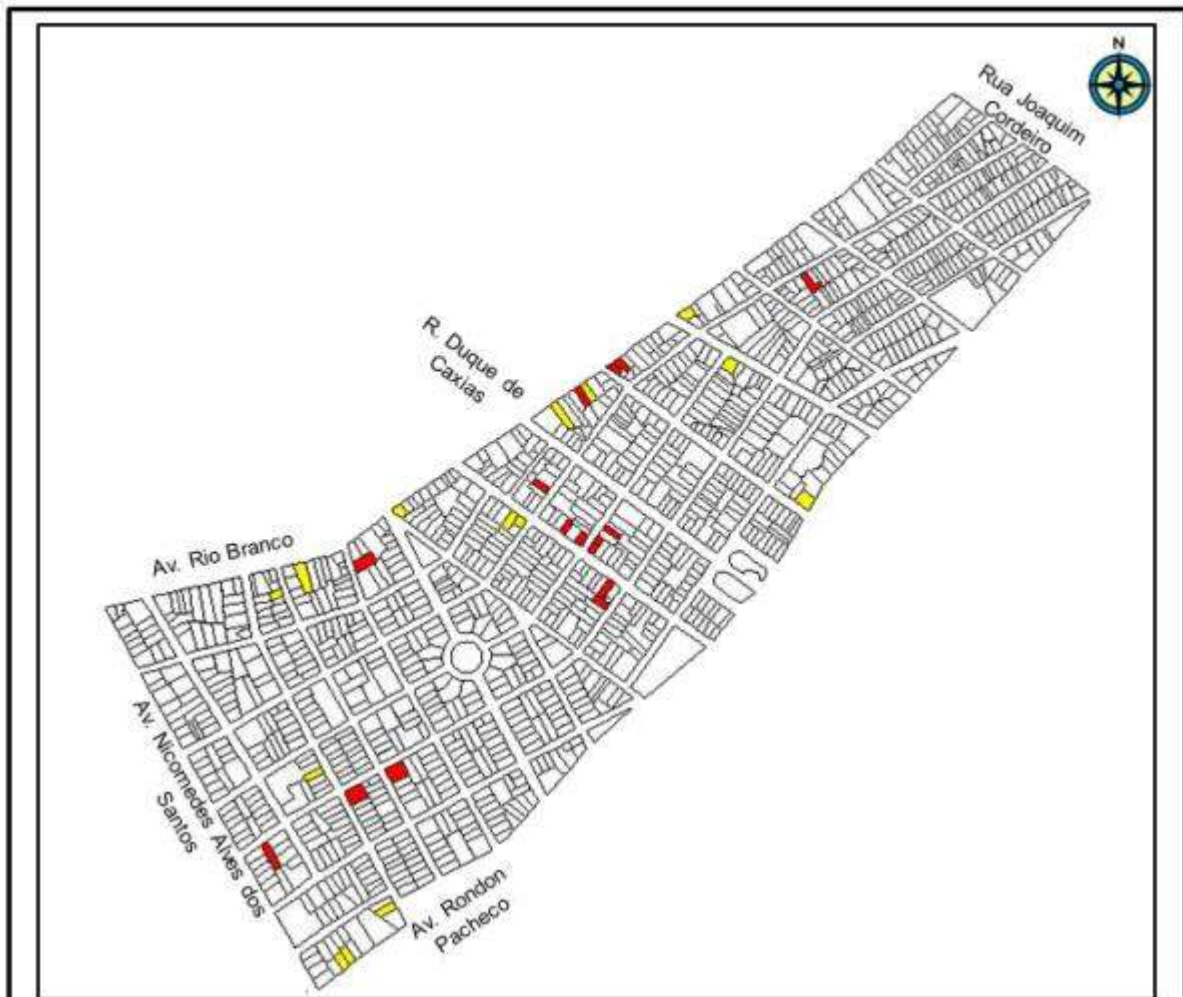 N
Rua Joaquim
Cordeiro
R. Duque de
Caxias
Av. Rio Branco
Av. Nicomedes Alves dos
Santos
Av. Rondon
Pacheco